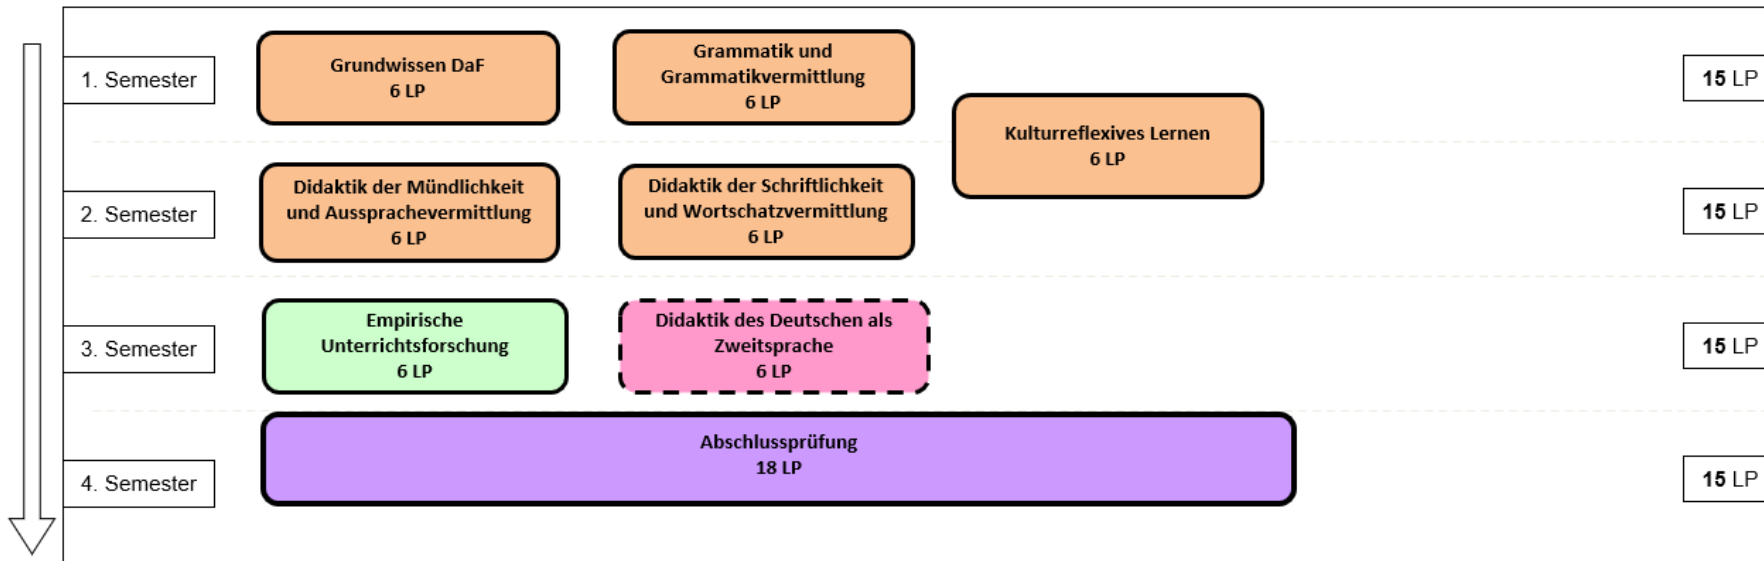 1. Semester
Grundwissen DaF
6 LP
Grammatik und
Grammatikvermittlung
6 LP
Kulturreflexives Lernen
6 LP
15 LP
2. Semester
Didaktik der Mündlichkeit
und Aussprachevermittlung
6 LP
Didaktik der Schriftlichkeit
und Wortschatzvermittlung
6 LP
15 LP
3. Semester
Empirische
Unterrichtsforschung
6 LP
Didaktik des Deutschen als
Zweitsprache
6 LP
15 LP
4. Semester
Abschlussprüfung
18 LP
15 LP